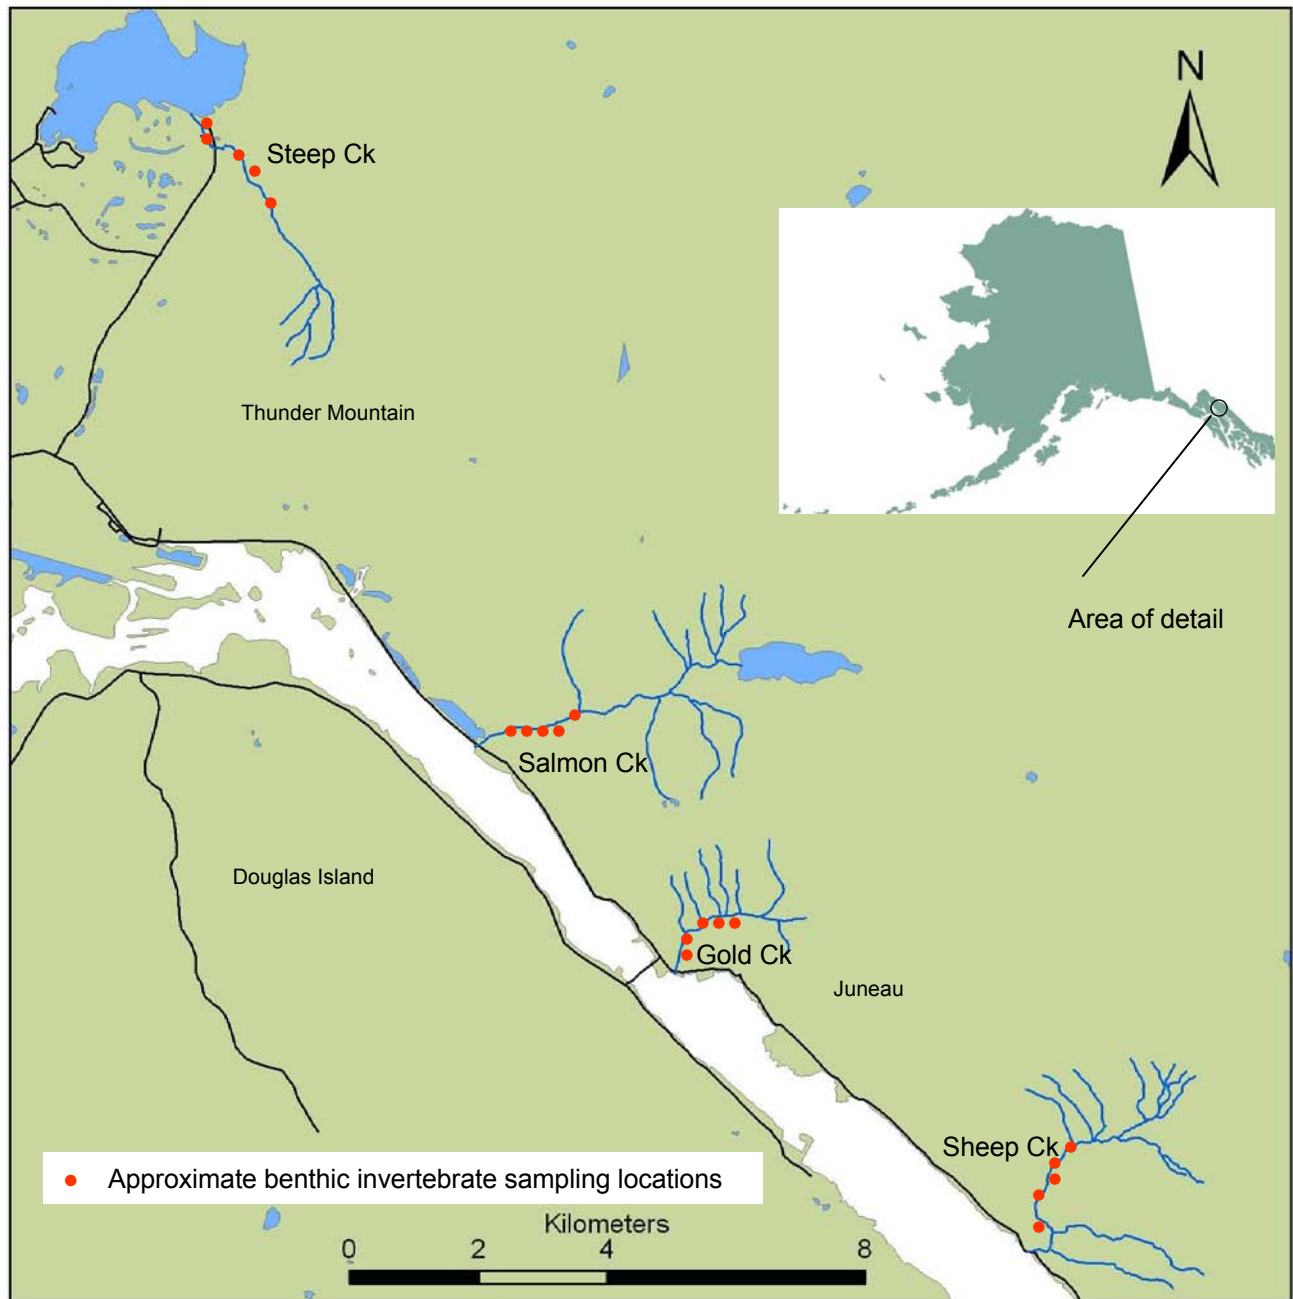 N
Steep Ck
Thunder Mountain
Area of detail
Salmon Ck
Douglas Island
Gold Ck
Juneau
Sheep Ck
Approximate benthic invertebrate sampling locations
Kilometers
0 2 4 8